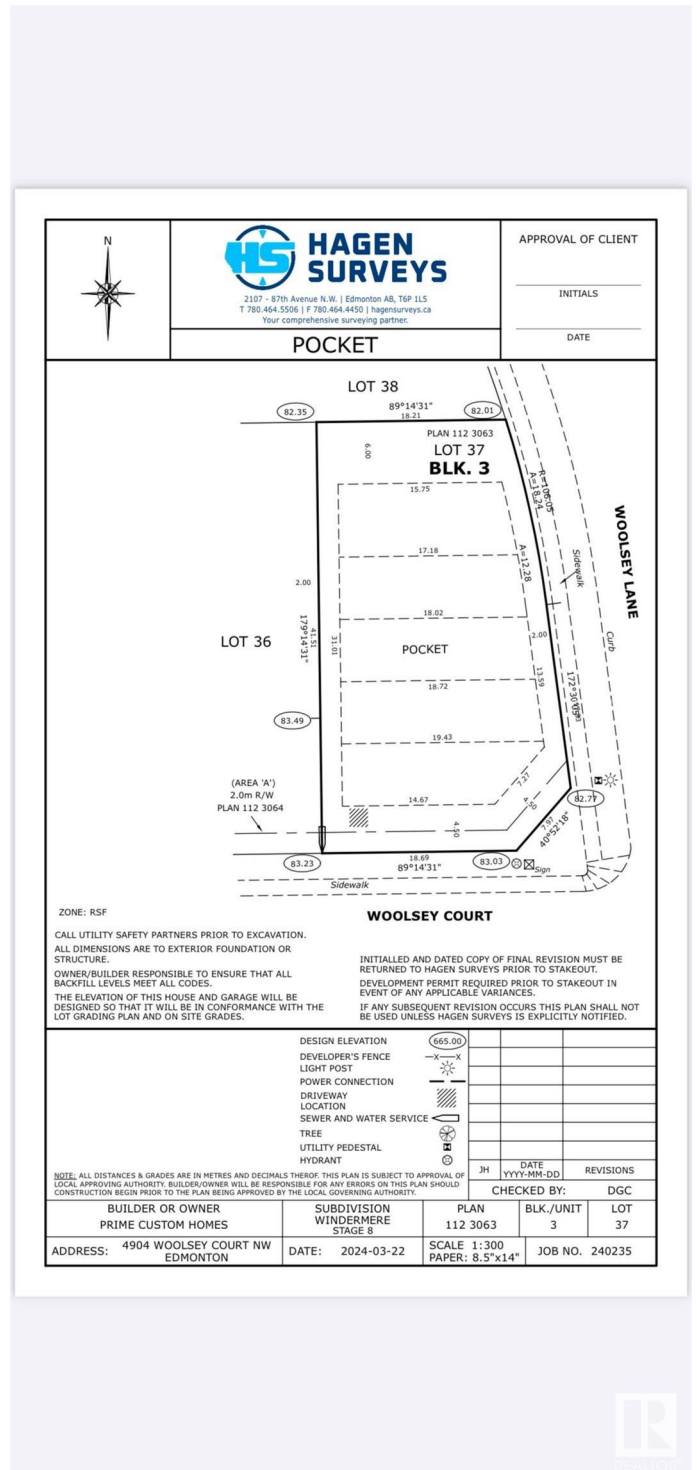 N
HS
HAGEN
SURVEYS
2107 - 87th Avenue N.W. | Edmonton AB, T6P 1L5
T 780.464.5506 | F 780.464.4450 | hagensurveys.ca
Your comprehensive surveying partner.
POCKET
APPROVAL OF CLIENT
INITIALS
DATE
LOT 38
82.35
89°14'31"
18.21
82.01
PLAN 112 3063
LOT 37
BLK. 3
6.00
15.75
R=106.05
A=18.24
WOOLSEY LANE
17.18
A=12.28
Sidewalk
2.00
179°14'31"
41.51
31.01
18.02
2.00
Curb
LOT 36
POCKET
18.72
13.59
172°30'05"
83.49
19.43
7.27
(AREA 'A')
2.0m R/W
PLAN 112 3064
14.67
4.50
4.50
7.97
40°52'18"
82.77
83.23
18.69
89°14'31"
83.03
Sign
Sidewalk
ZONE: RSF
WOOLSEY COURT
CALL UTILITY SAFETY PARTNERS PRIOR TO EXCAVATION.
ALL DIMENSIONS ARE TO EXTERIOR FOUNDATION OR
STRUCTURE.
OWNER/BUILDER RESPONSIBLE TO ENSURE THAT ALL
BACKFILL LEVELS MEET ALL CODES.
THE ELEVATION OF THIS HOUSE AND GARAGE WILL BE
DESIGNED SO THAT IT WILL BE IN CONFORMANCE WITH THE
LOT GRADING PLAN AND ON SITE GRADES.
INITIALLED AND DATED COPY OF FINAL REVISION MUST BE
RETURNED TO HAGEN SURVEYS PRIOR TO STAKEOUT.
DEVELOPMENT PERMIT REQUIRED PRIOR TO STAKEOUT IN
EVENT OF ANY APPLICABLE VARIANCES.
IF ANY SUBSEQUENT REVISION OCCURS THIS PLAN SHALL NOT
BE USED UNLESS HAGEN SURVEYS IS EXPLICITLY NOTIFIED.
DESIGN ELEVATION 665.00
DEVELOPER'S FENCE —X—X
LIGHT POST
POWER CONNECTION
DRIVEWAY
LOCATION
SEWER AND WATER SERVICE
TREE
UTILITY PEDESTAL
HYDRANT
NOTE: ALL DISTANCES & GRADES ARE IN METRES AND DECIMALS THEROF. THIS PLAN IS SUBJECT TO APPROVAL OF
LOCAL APPROVING AUTHORITY. BUILDER/OWNER WILL BE RESPONSIBLE FOR ANY ERRORS ON THIS PLAN SHOULD
CONSTRUCTION BEGIN PRIOR TO THE PLAN BEING APPROVED BY THE LOCAL GOVERNING AUTHORITY.
JH
DATE
YYYY-MM-DD
REVISIONS
CHECKED BY: DGC
BUILDER OR OWNER
PRIME CUSTOM HOMES
SUBDIVISION
WINDERMERE
STAGE 8
PLAN
112 3063
BLK./UNIT
3
LOT
37
ADDRESS: 4904 WOOLSEY COURT NW
EDMONTON
DATE: 2024-03-22
SCALE 1:300
PAPER: 8.5"x14"
JOB NO. 240235
R
REALTOR